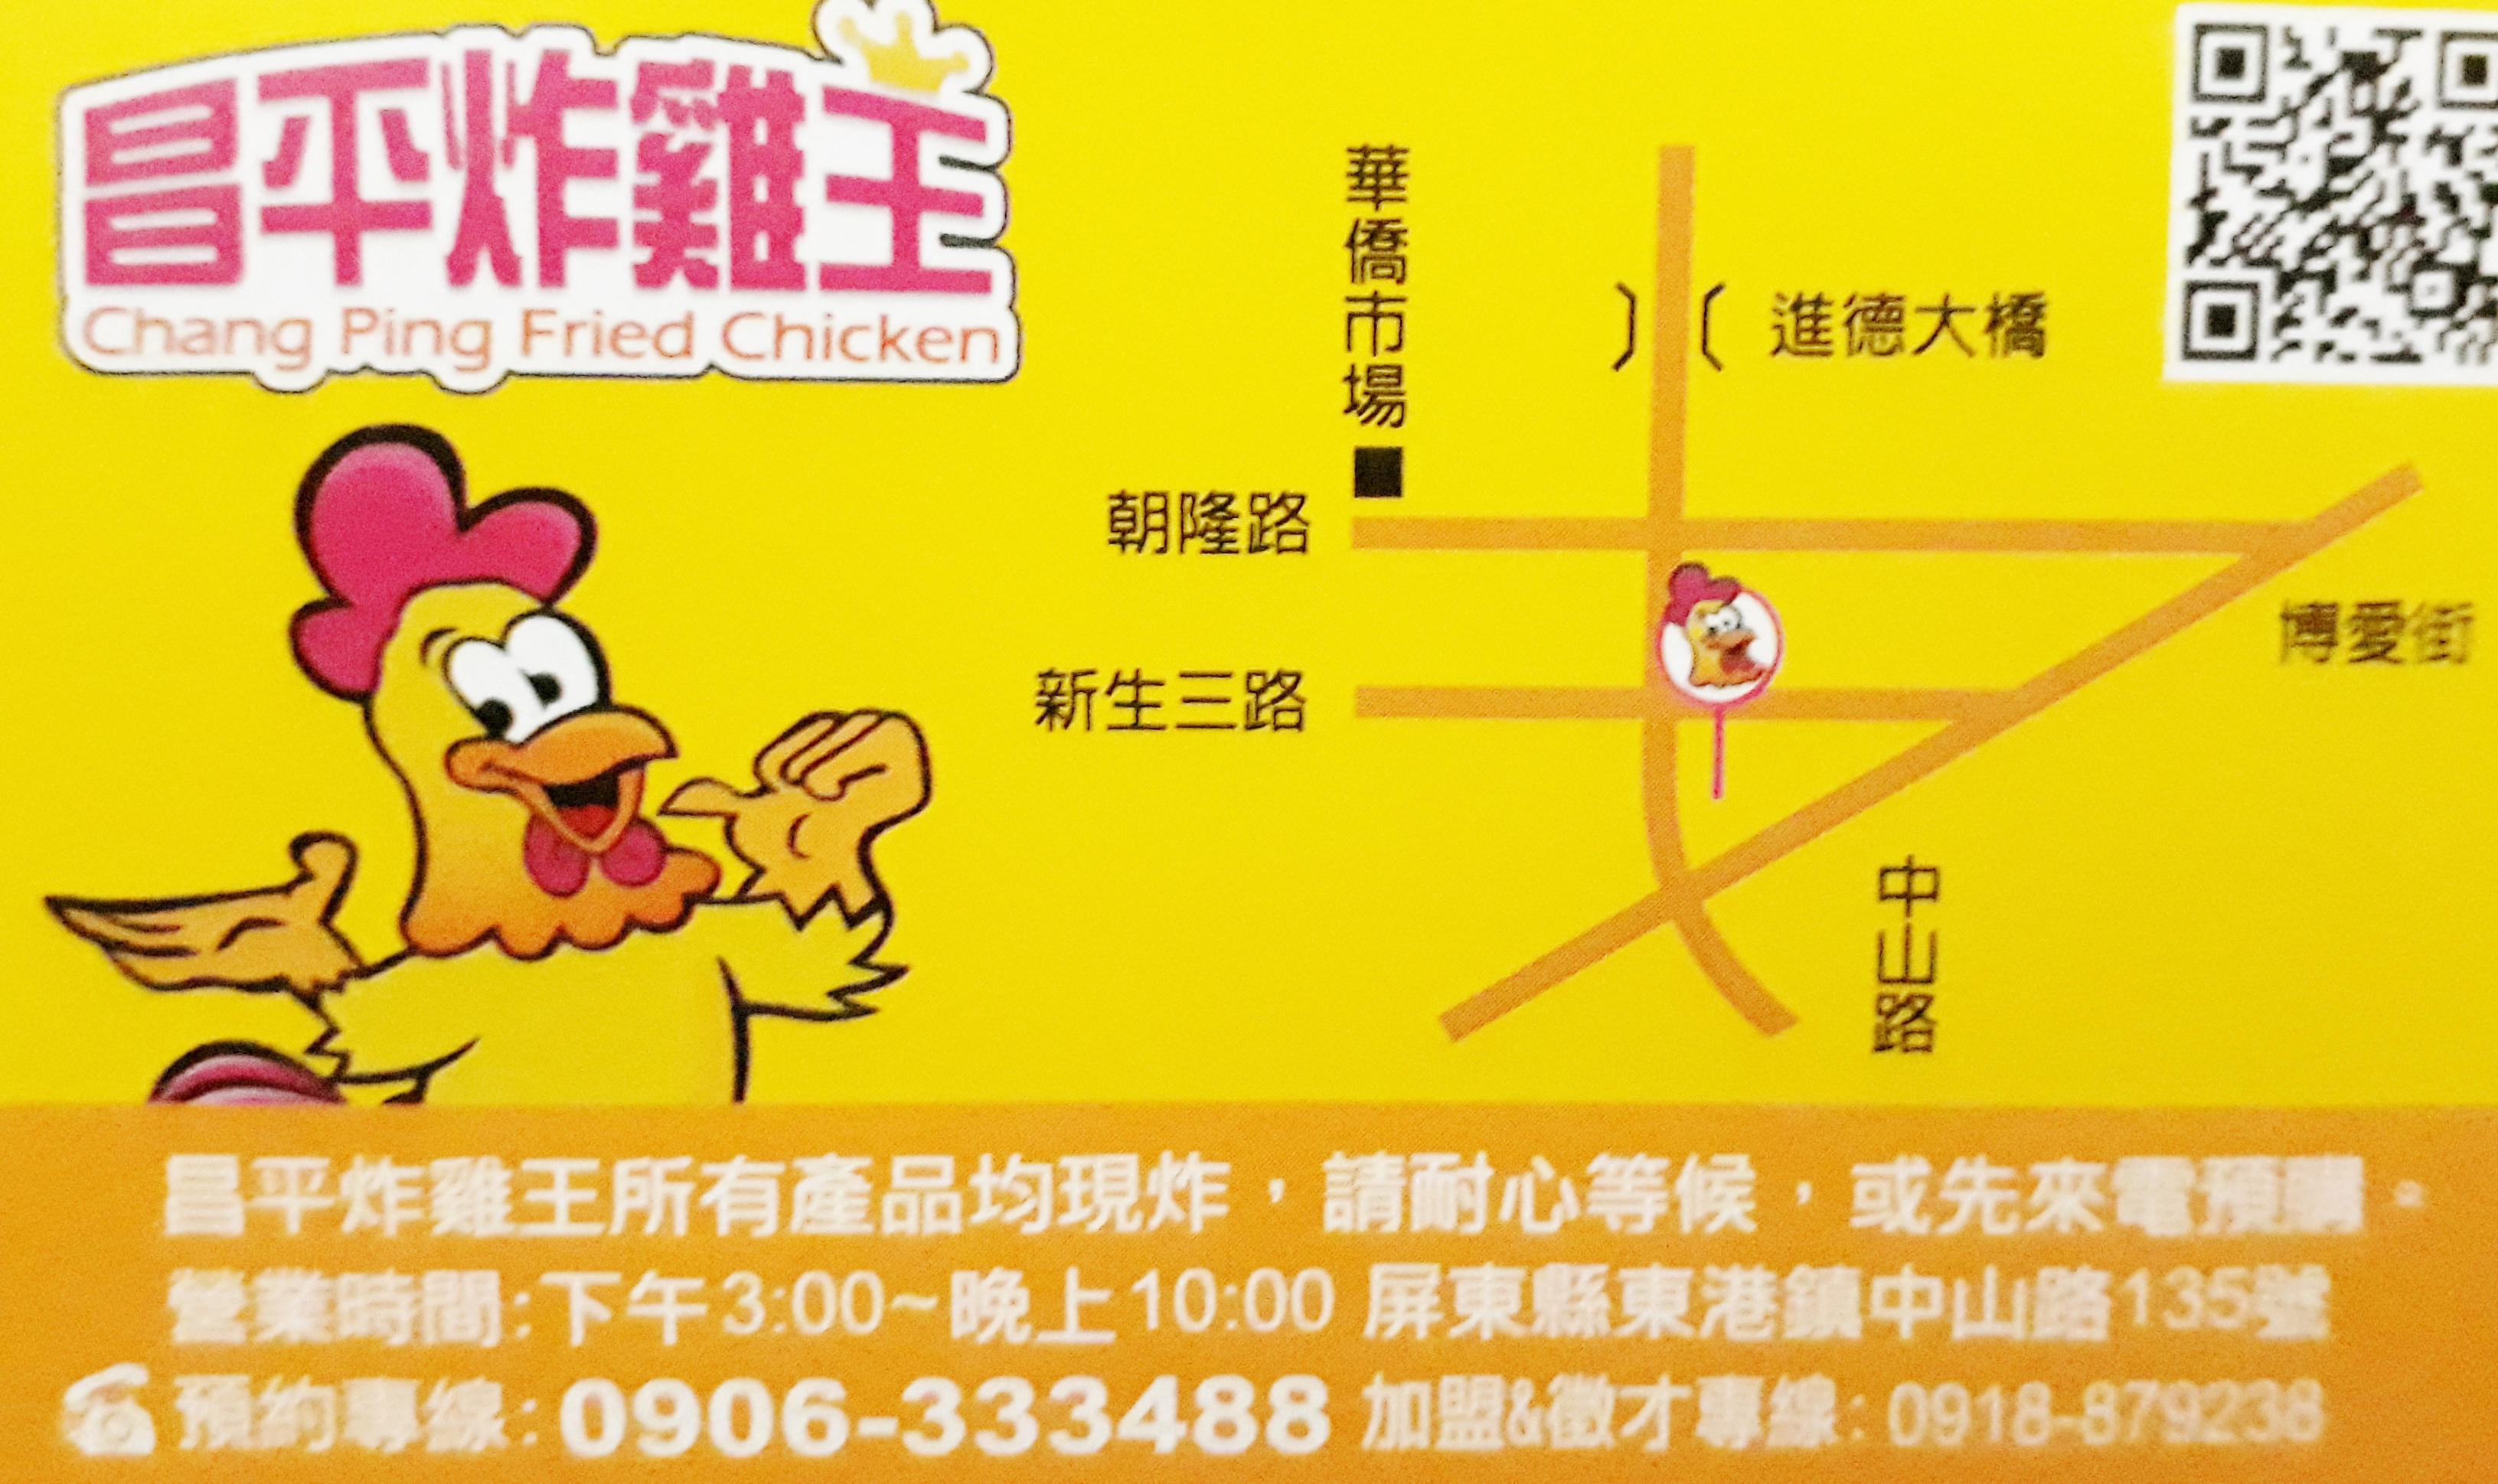 昌平炸雞王
Chang Ping Fried Chicken
華僑市場
進德大橋
朝隆路
博愛街
新生三路
中山路
昌平炸雞王所有產品均現炸，請耐心等候，或先來電預購。
營業時間:下午3:00~晚上10:00 屏東縣東港鎮中山路135號
預約專線:0906-333488 加盟&徵才專線:0918-879238